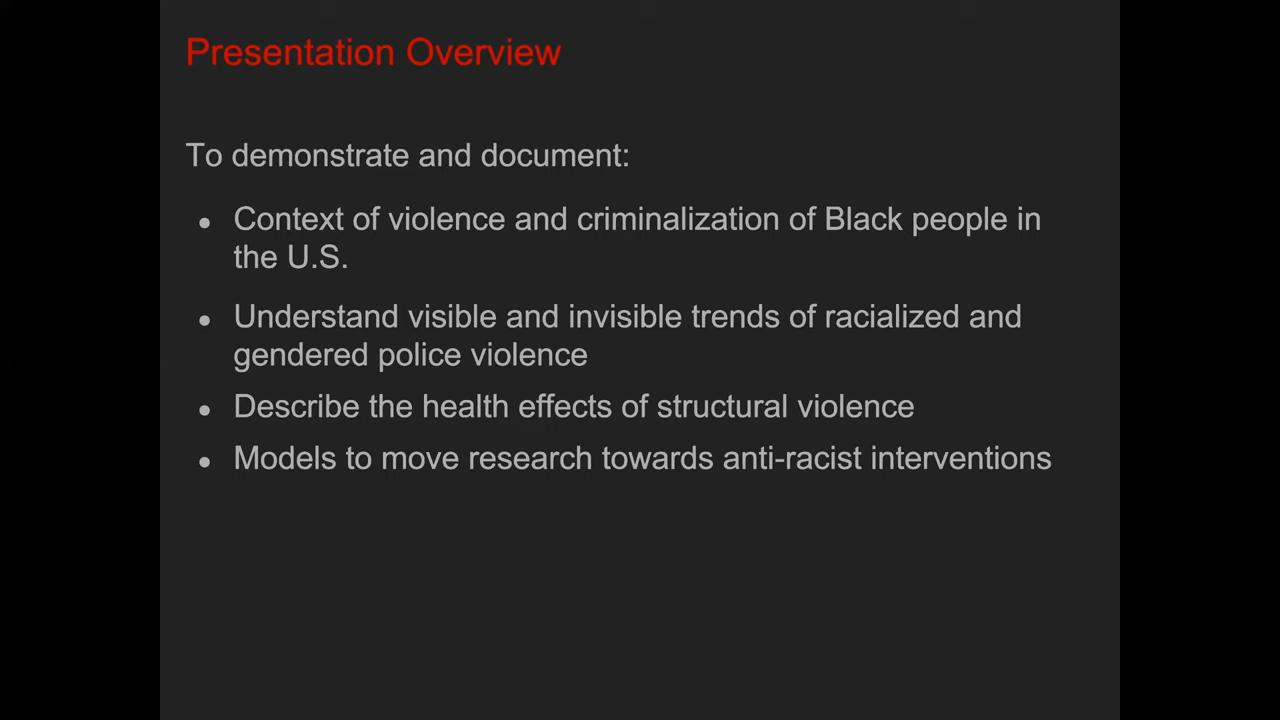 Presentation Overview
To demonstrate and document:
● Context of violence and criminalization of Black people in
the U.S.
● Understand visible and invisible trends of racialized and
gendered police violence
● Describe the health effects of structural violence
● Models to move research towards anti-racist interventions